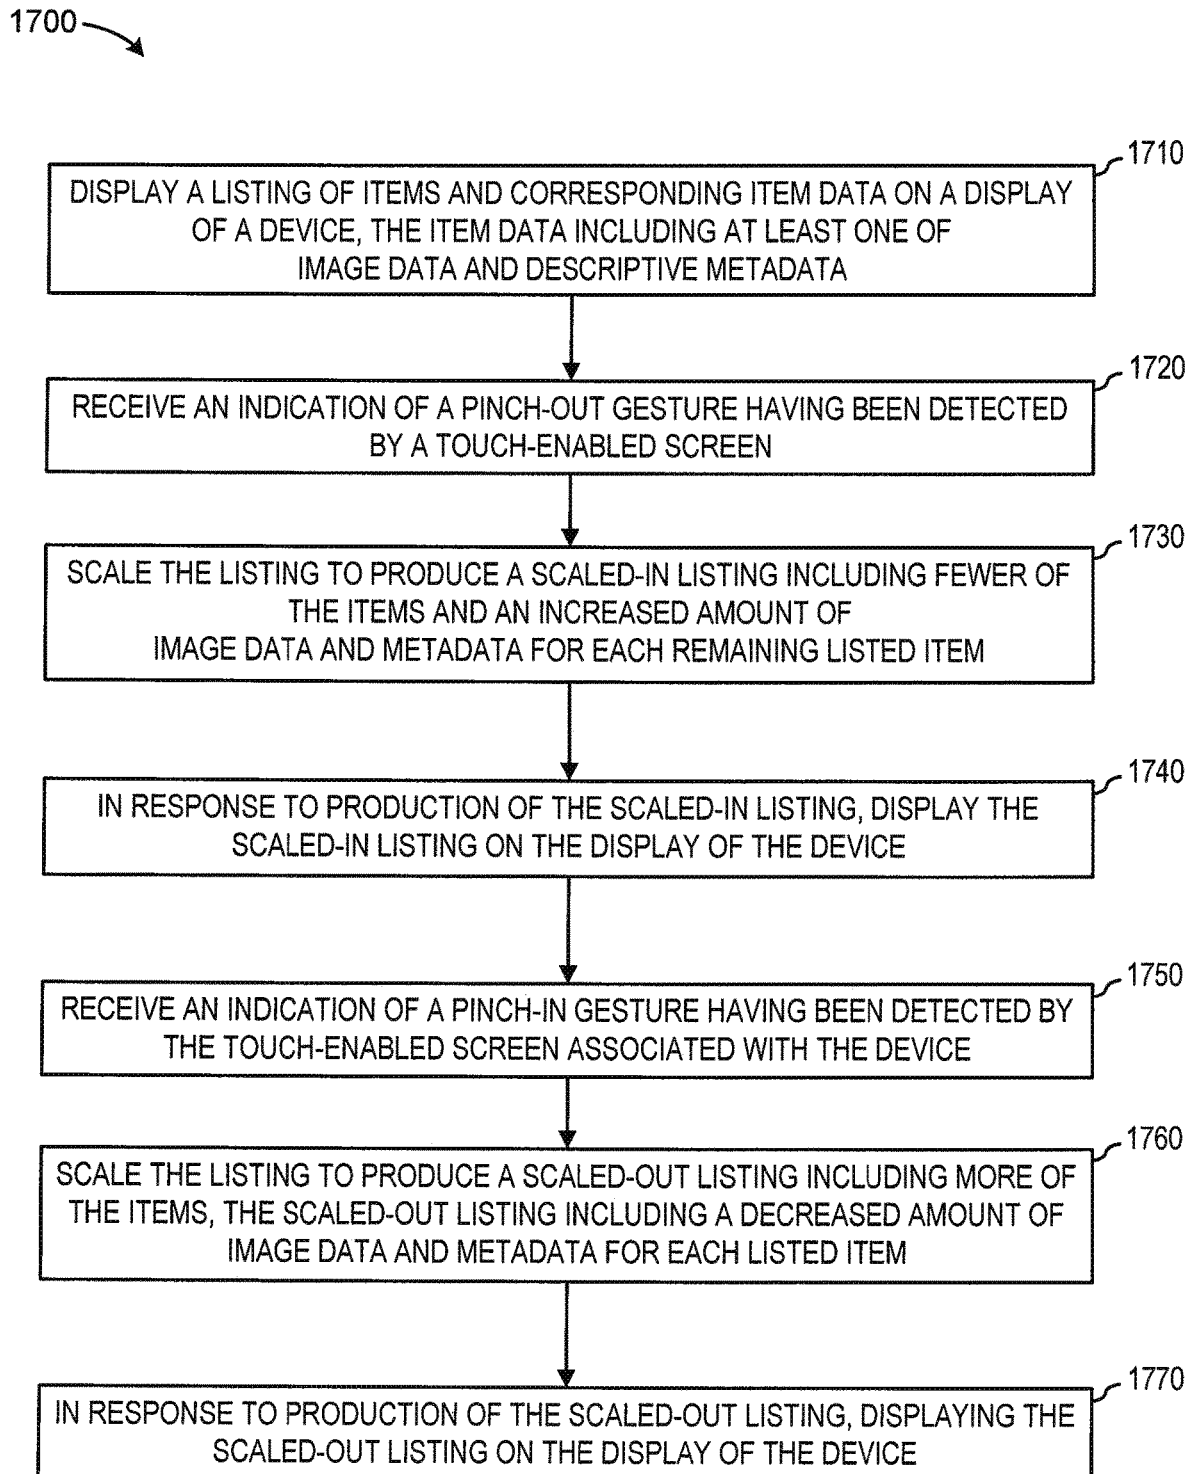 1700
1710
DISPLAY A LISTING OF ITEMS AND CORRESPONDING ITEM DATA ON A DISPLAY
OF A DEVICE, THE ITEM DATA INCLUDING AT LEAST ONE OF
IMAGE DATA AND DESCRIPTIVE METADATA
1720
RECEIVE AN INDICATION OF A PINCH-OUT GESTURE HAVING BEEN DETECTED
BY A TOUCH-ENABLED SCREEN
1730
SCALE THE LISTING TO PRODUCE A SCALED-IN LISTING INCLUDING FEWER OF
THE ITEMS AND AN INCREASED AMOUNT OF
IMAGE DATA AND METADATA FOR EACH REMAINING LISTED ITEM
1740
IN RESPONSE TO PRODUCTION OF THE SCALED-IN LISTING, DISPLAY THE
SCALED-IN LISTING ON THE DISPLAY OF THE DEVICE
1750
RECEIVE AN INDICATION OF A PINCH-IN GESTURE HAVING BEEN DETECTED BY
THE TOUCH-ENABLED SCREEN ASSOCIATED WITH THE DEVICE
1760
SCALE THE LISTING TO PRODUCE A SCALED-OUT LISTING INCLUDING MORE OF
THE ITEMS, THE SCALED-OUT LISTING INCLUDING A DECREASED AMOUNT OF
IMAGE DATA AND METADATA FOR EACH LISTED ITEM
1770
IN RESPONSE TO PRODUCTION OF THE SCALED-OUT LISTING, DISPLAYING THE
SCALED-OUT LISTING ON THE DISPLAY OF THE DEVICE